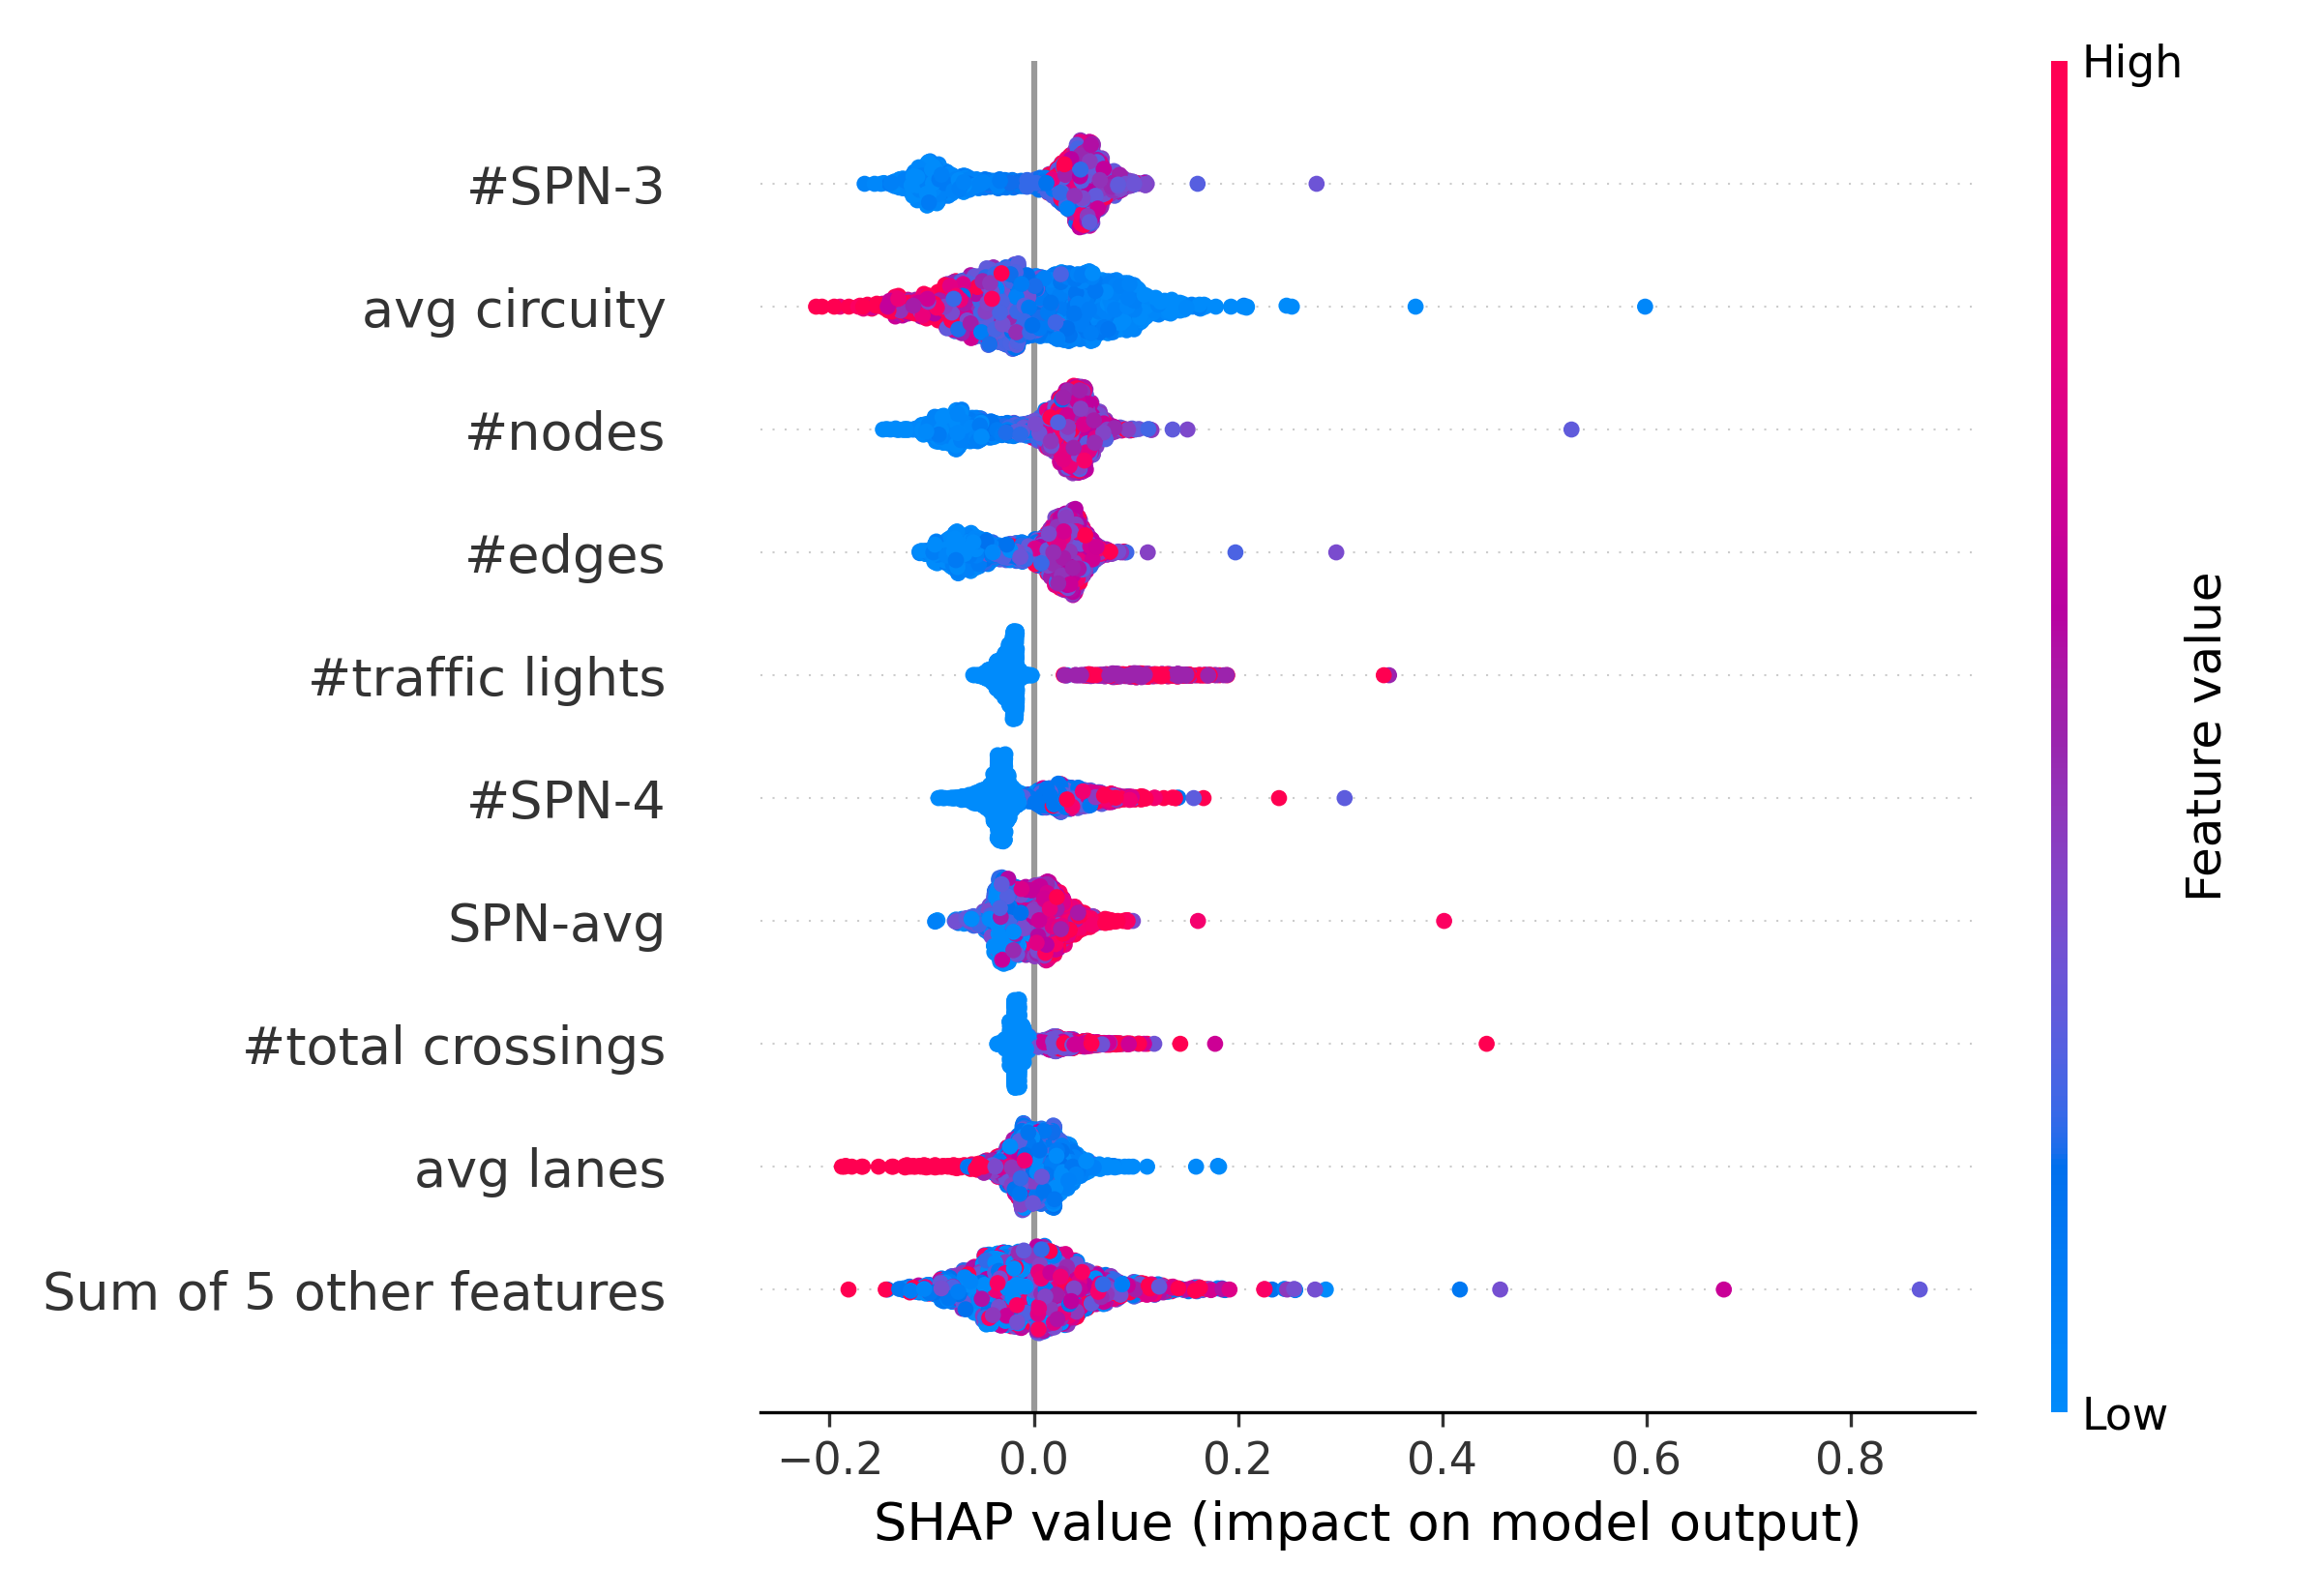 High
#SPN-3
avg circuity
#nodes
#edges
#traffic lights
#SPN-4
SPN-avg
#total crossings
avg lanes
Sum of 5 other features
Feature value
Low
−0.2 0.0 0.2 0.4 0.6 0.8
SHAP value (impact on model output)